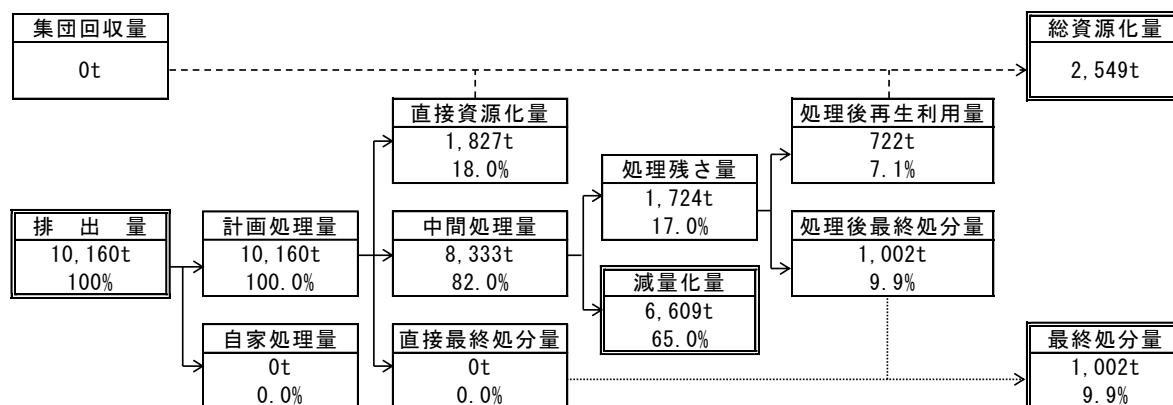 集団回収量
0t
総資源化量
2,549t
直接資源化量
1,827t
18.0%
処理後再生利用量
722t
7.1%
処理残さ量
1,724t
17.0%
排 出 量
10,160t
100%
計画処理量
10,160t
100.0%
中間処理量
8,333t
82.0%
処理後最終処分量
1,002t
9.9%
減量化量
6,609t
65.0%
自家処理量
0t
0.0%
直接最終処分量
0t
0.0%
最終処分量
1,002t
9.9%